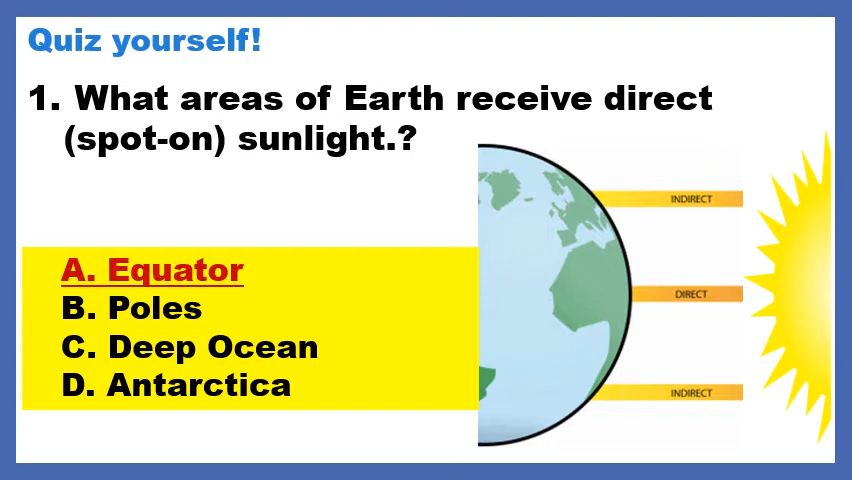 Quiz yourself!
1. What areas of Earth receive direct
(spot-on) sunlight.?
A. Equator
B. Poles
C. Deep Ocean
D. Antarctica
INDIRECT
DIRECT
INDIRECT